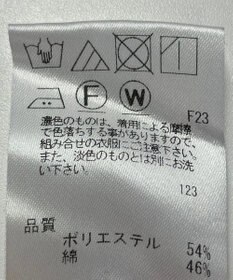 F W
F23
濃色のものは、着用による摩擦
で色落ちする事がありますので、
組み合せの衣服にご注意下さい。
また、淡色のものとは別にお洗
い下さい。
123
品質
ポリエステル 54%
綿 46%